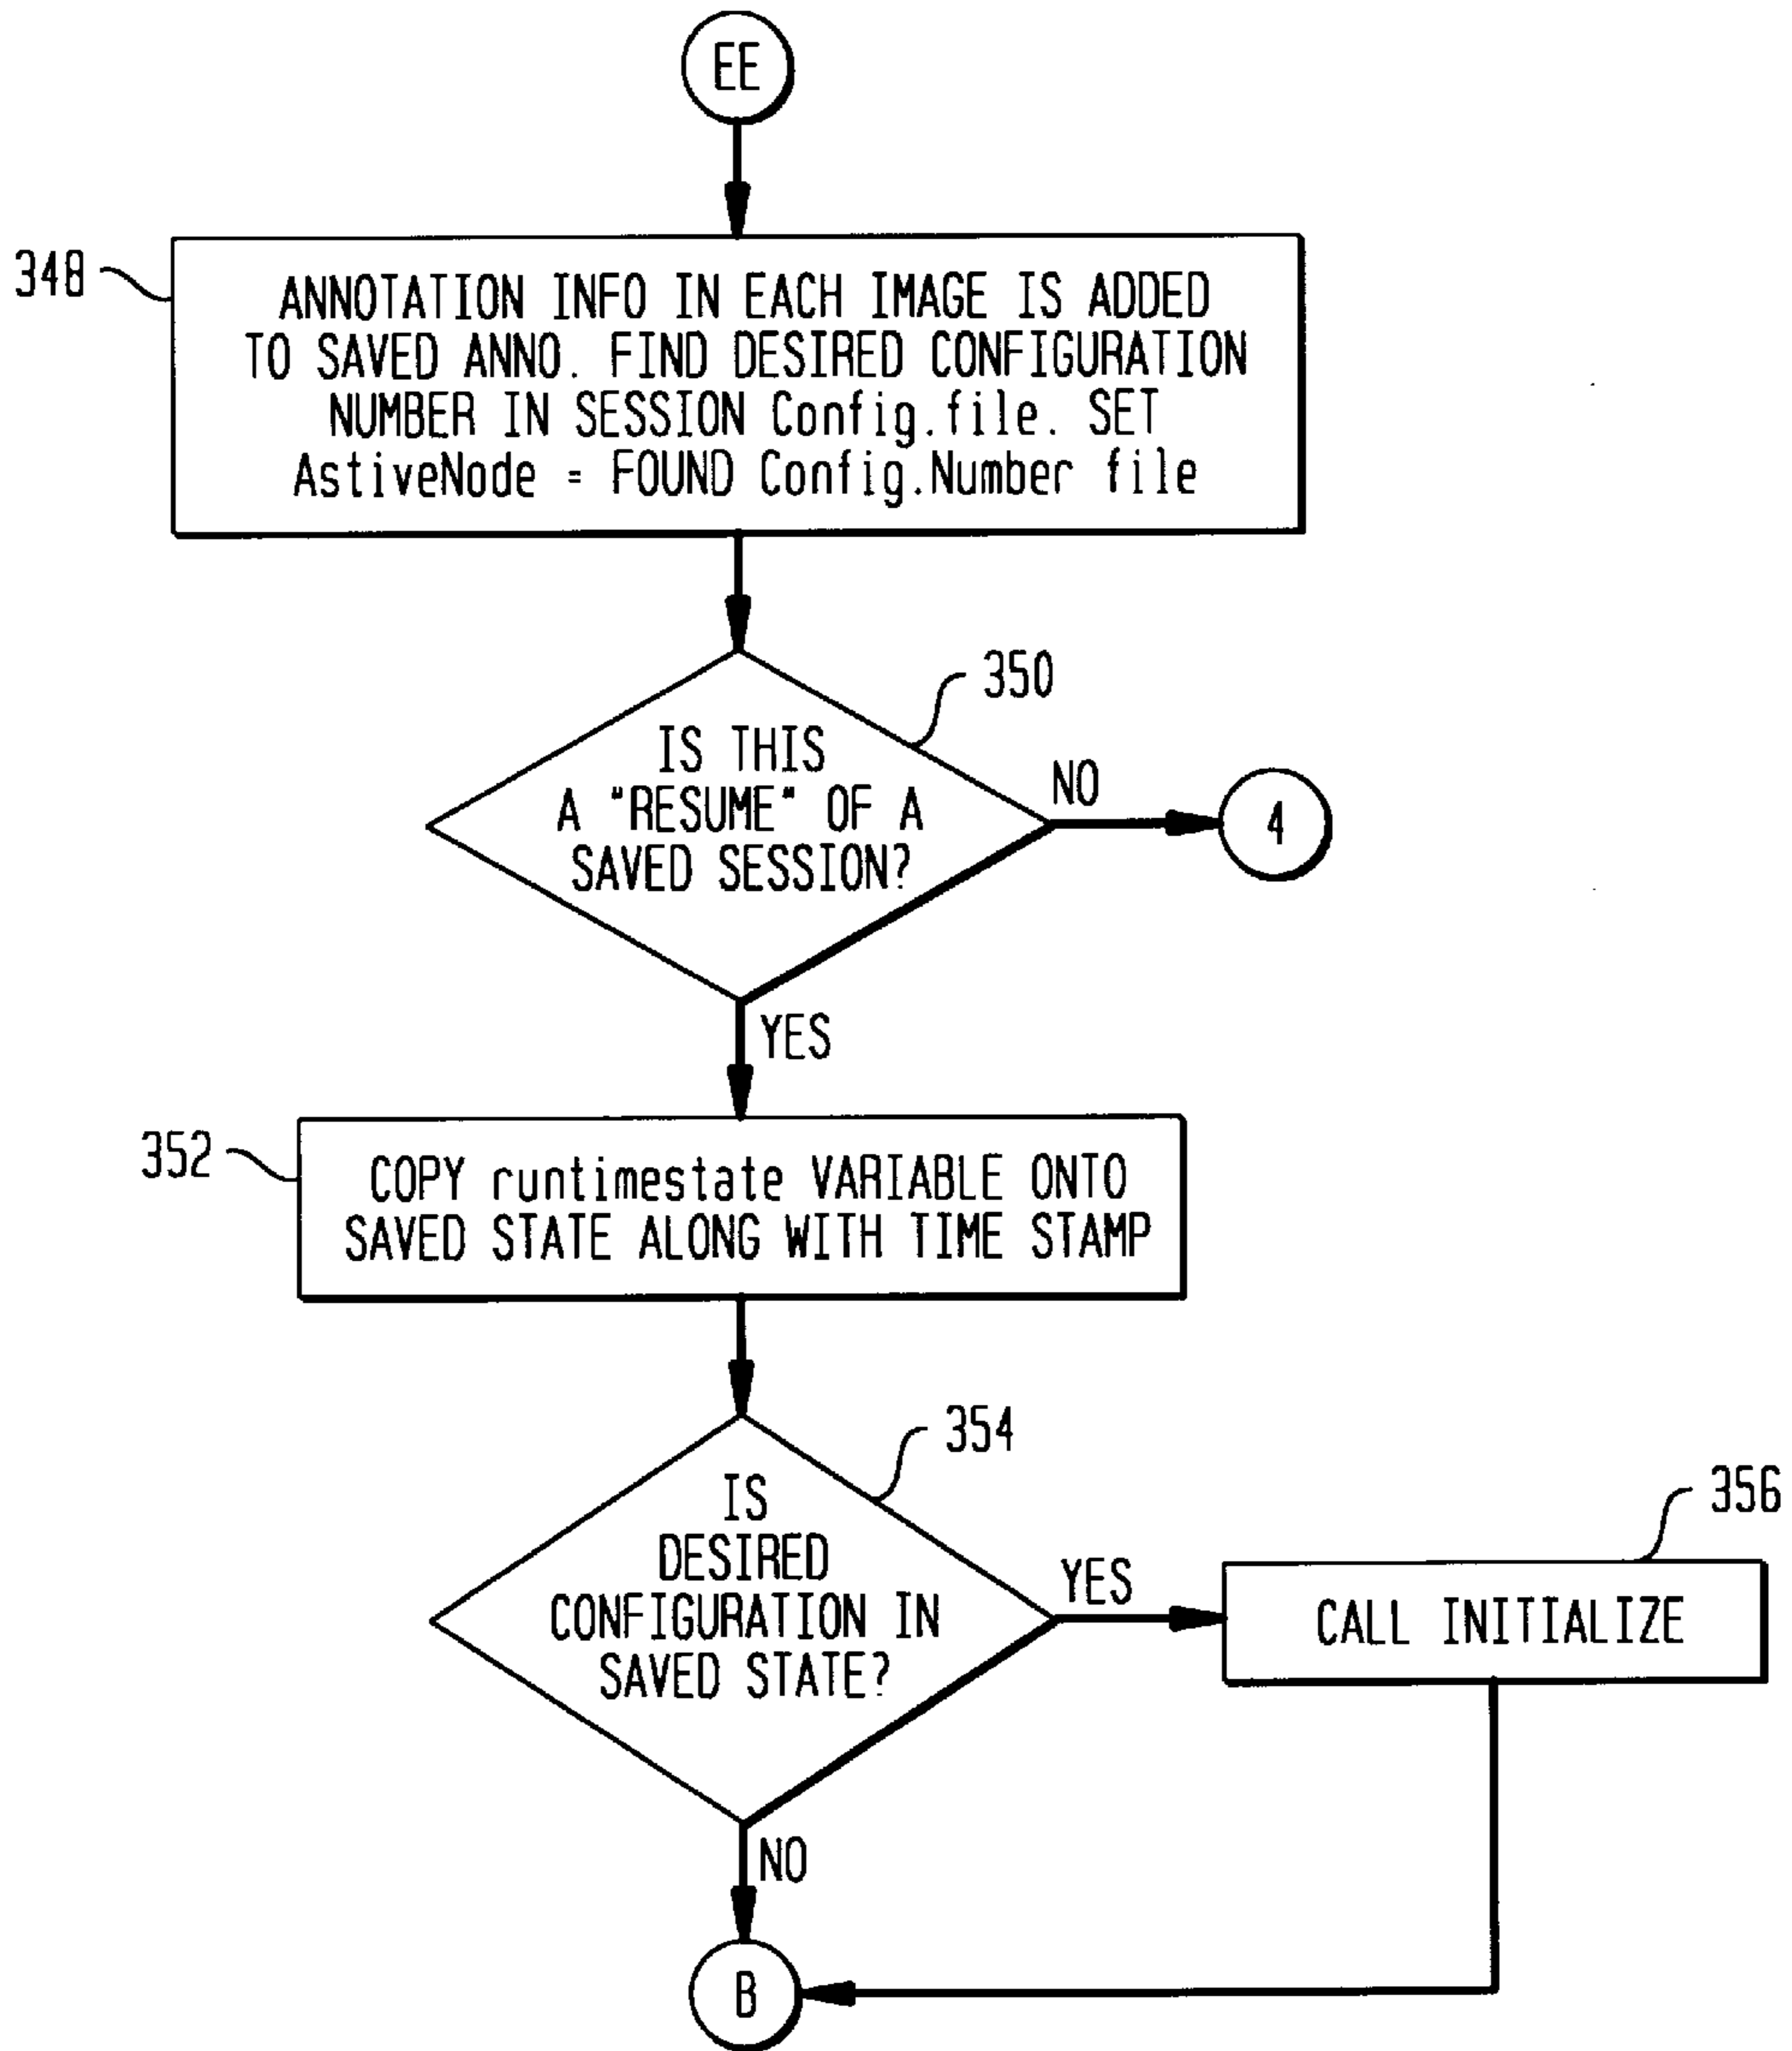 EE
348
ANNOTATION INFO IN EACH IMAGE IS ADDED
TO SAVED ANNO. FIND DESIRED CONFIGURATION
NUMBER IN SESSION Config.file. SET
AstiveNode = FOUND Config.Number file
350
IS THIS
A "RESUME" OF A
SAVED SESSION?
NO
4
YES
352
COPY runtimestate VARIABLE ONTO
SAVED STATE ALONG WITH TIME STAMP
354
IS
DESIRED
CONFIGURATION IN
SAVED STATE?
YES
356
CALL INITIALIZE
NO
B